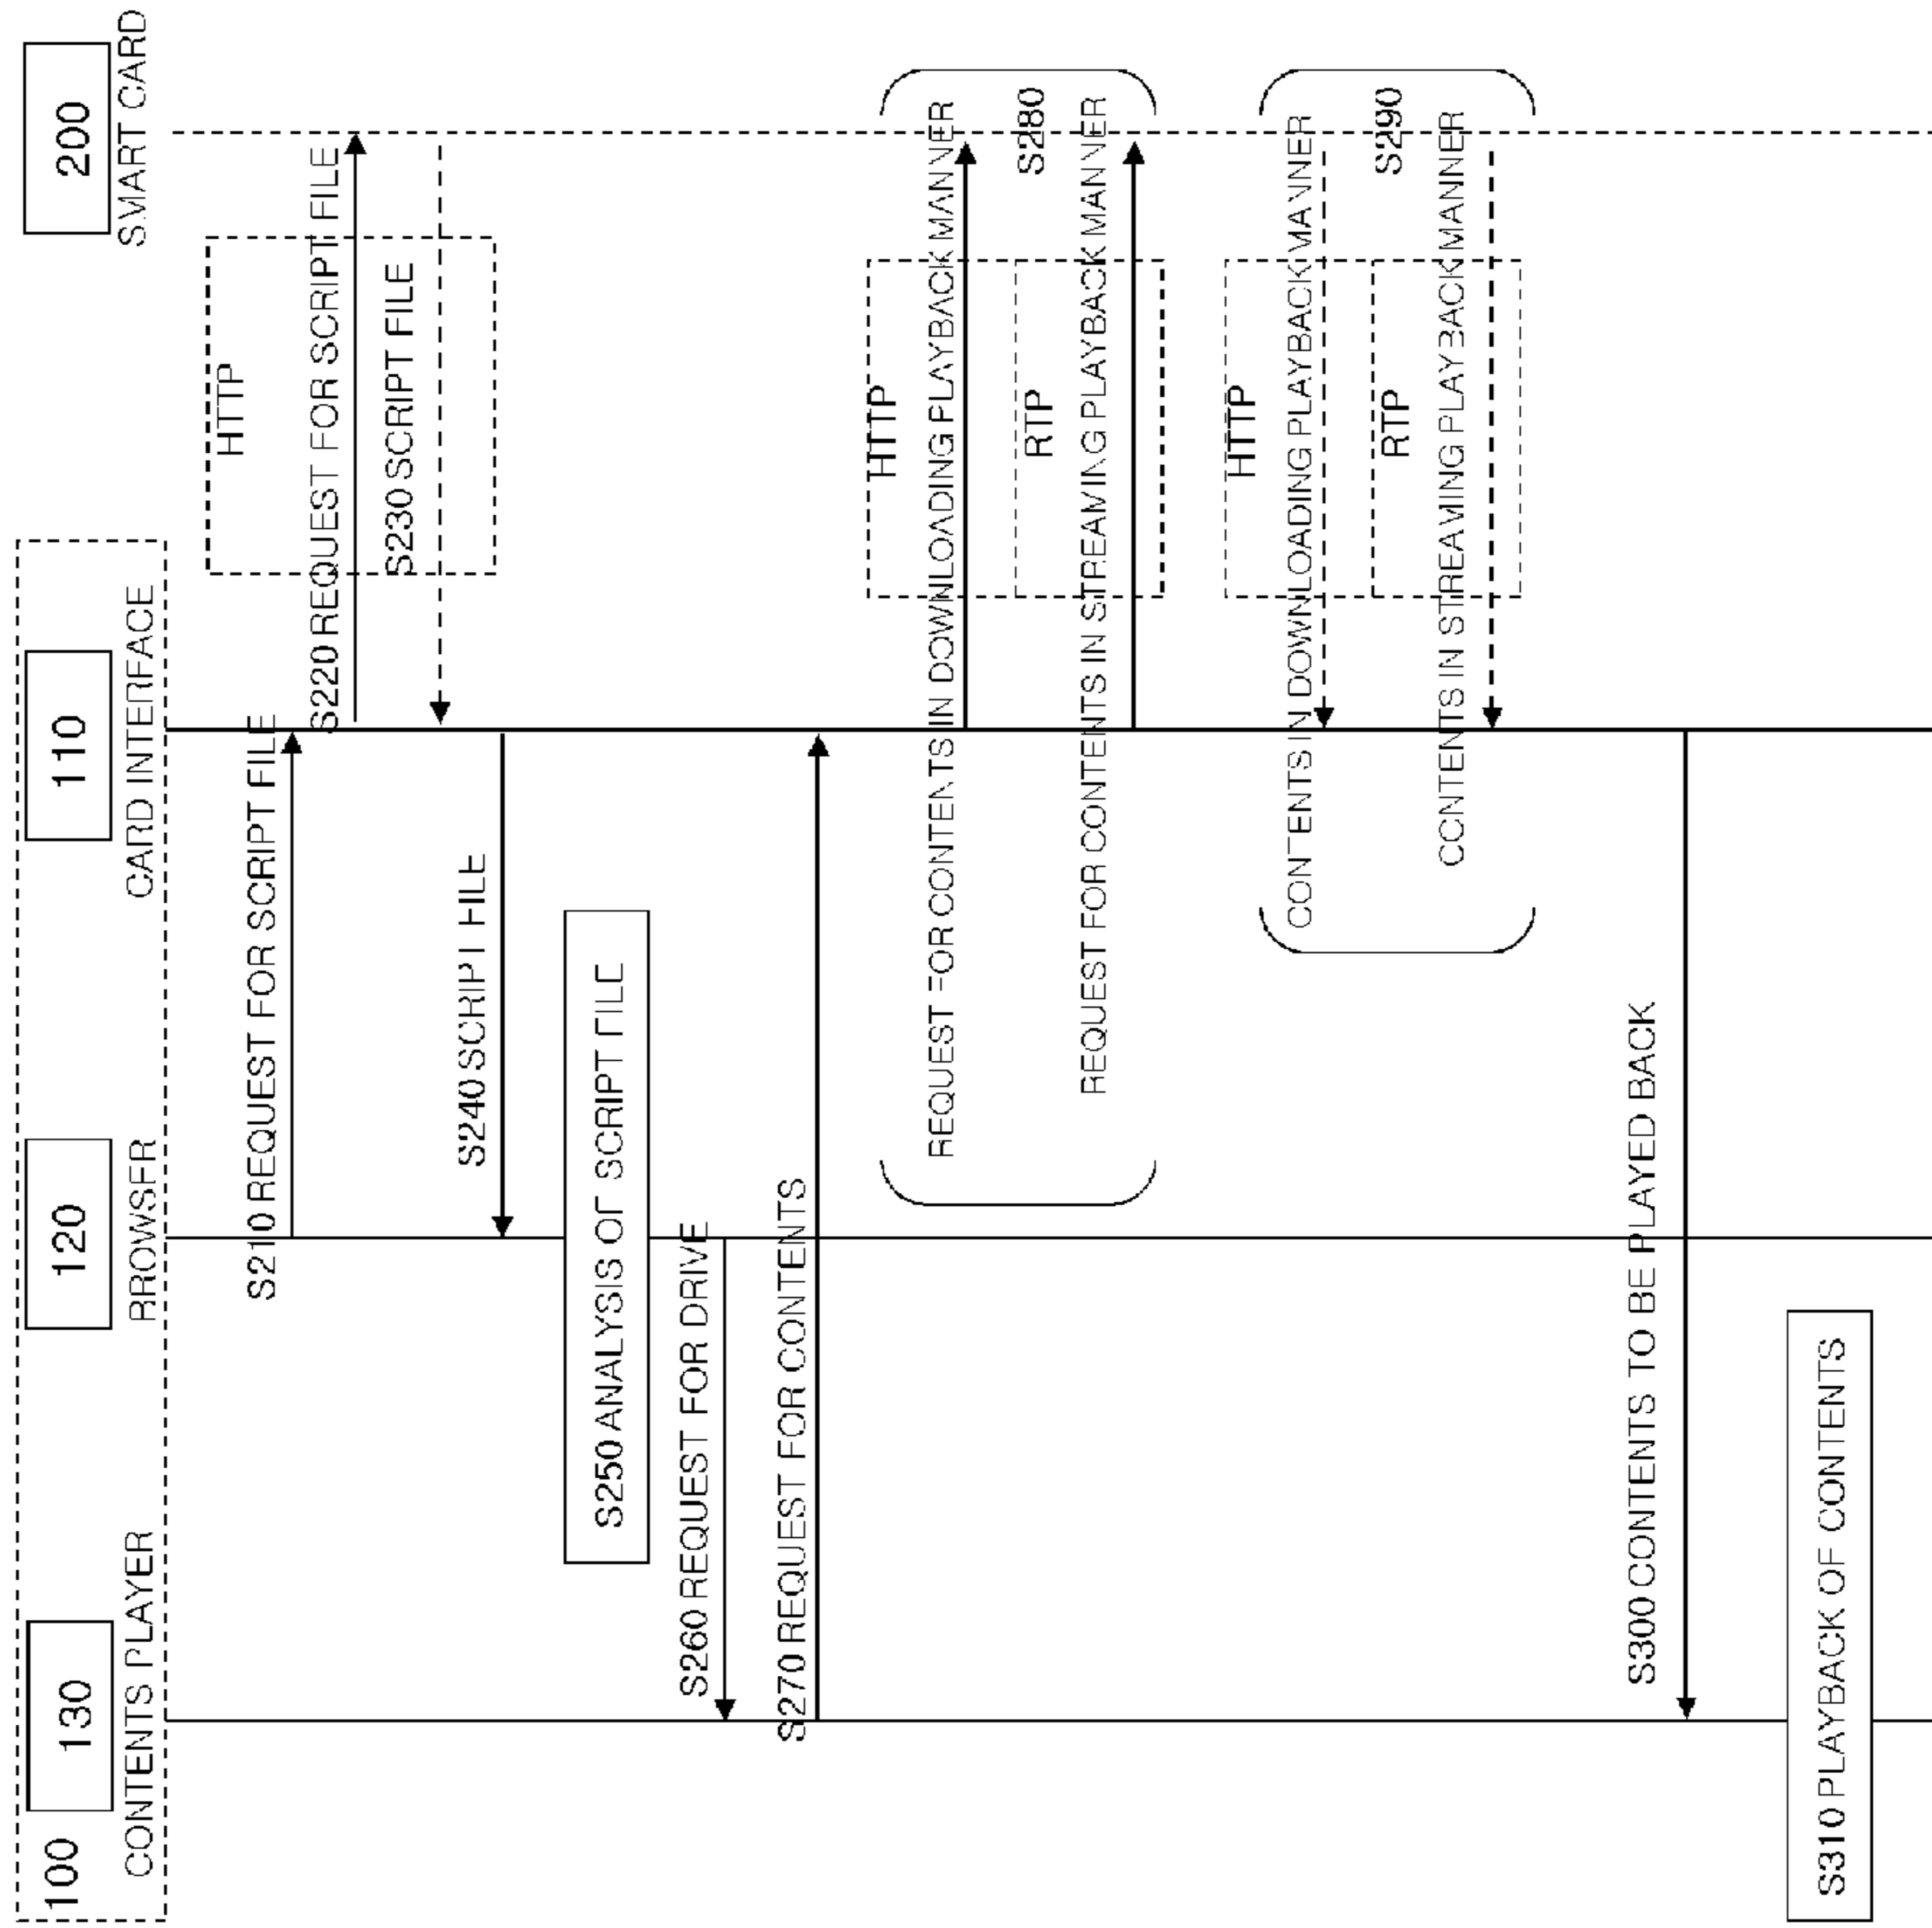 100
130
120
110
200
CONTENTS PLAYER
BROWSER
CARD INTERFACE
SMART CARD
HTTP
S210 REQUEST FOR SCRIPT FILE
S220 REQUEST FOR SCRIPT FILE
S230 SCRIPT FILE
S240 SCRIPT FILE
S250 ANALYSIS OF SCRIPT FILE
S260 REQUEST FOR DRIVE
S270 REQUEST FOR CONTENTS
HTTP
REQUEST FOR CONTENTS IN DOWNLOADING PLAYBACK MANNER
RTP
S280
REQUEST FOR CONTENTS IN STREAMING PLAYBACK MANNER
HTTP
CONTENTS IN DOWNLOADING PLAYBACK MANNER
RTP
S290
CONTENTS IN STREAMING PLAYBACK MANNER
S300 CONTENTS TO BE PLAYED BACK
S310 PLAYBACK OF CONTENTS